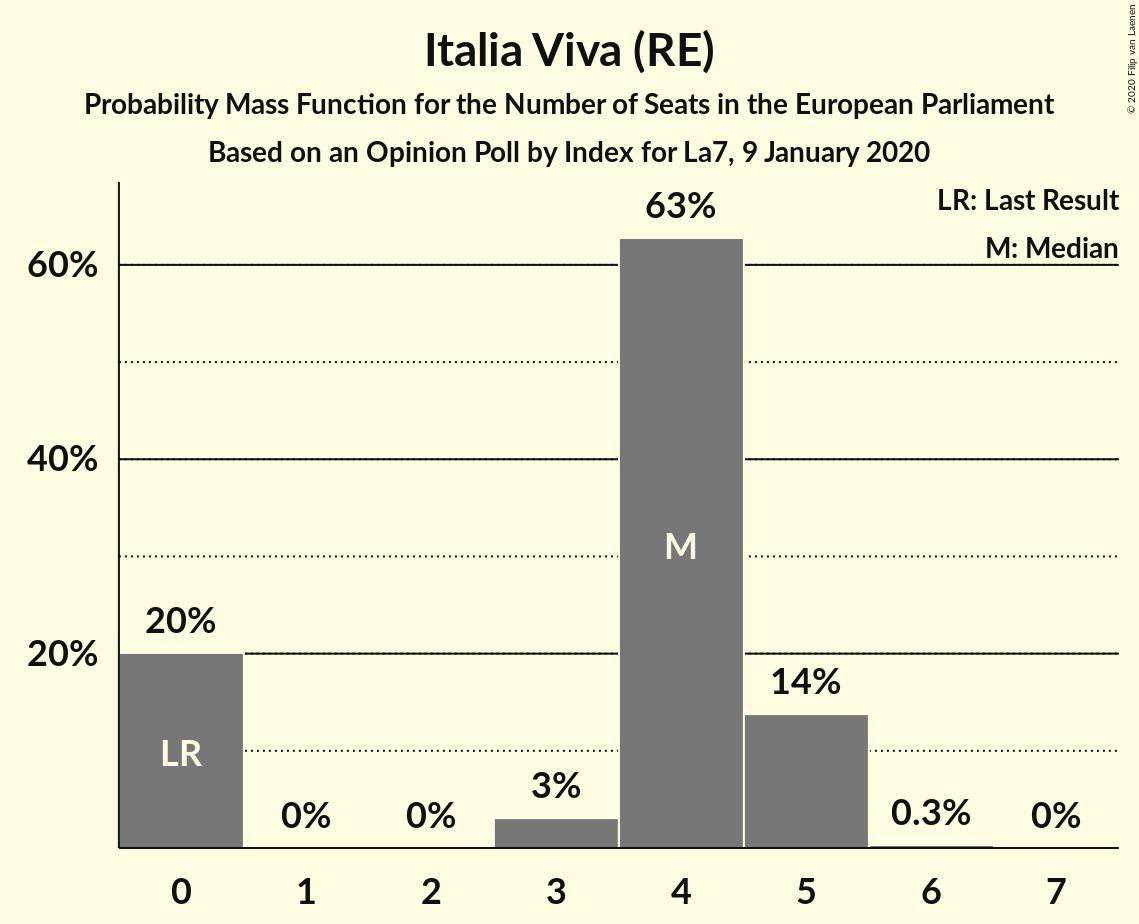 Italia Viva (RE)
Probability Mass Function for the Number of Seats in the European Parliament
Based on an Opinion Poll by Index for La7, 9 January 2020
© 2020 Filip van Laenen
LR: Last Result
M: Median
60%
40%
20%
20%
0%
0%
3%
63%
14%
0.3%
0%
LR
M
0 1 2 3 4 5 6 7